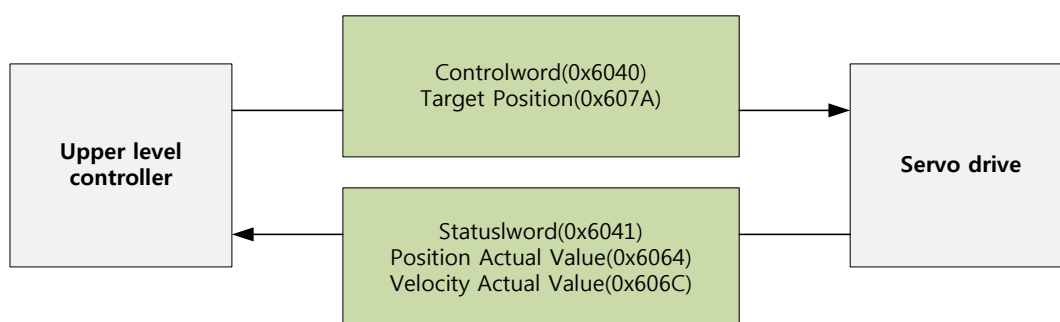 Controlword(0x6040)
Target Position(0x607A)
Upper level
controller
Servo drive
Statuslword(0x6041)
Position Actual Value(0x6064)
Velocity Actual Value(0x606C)